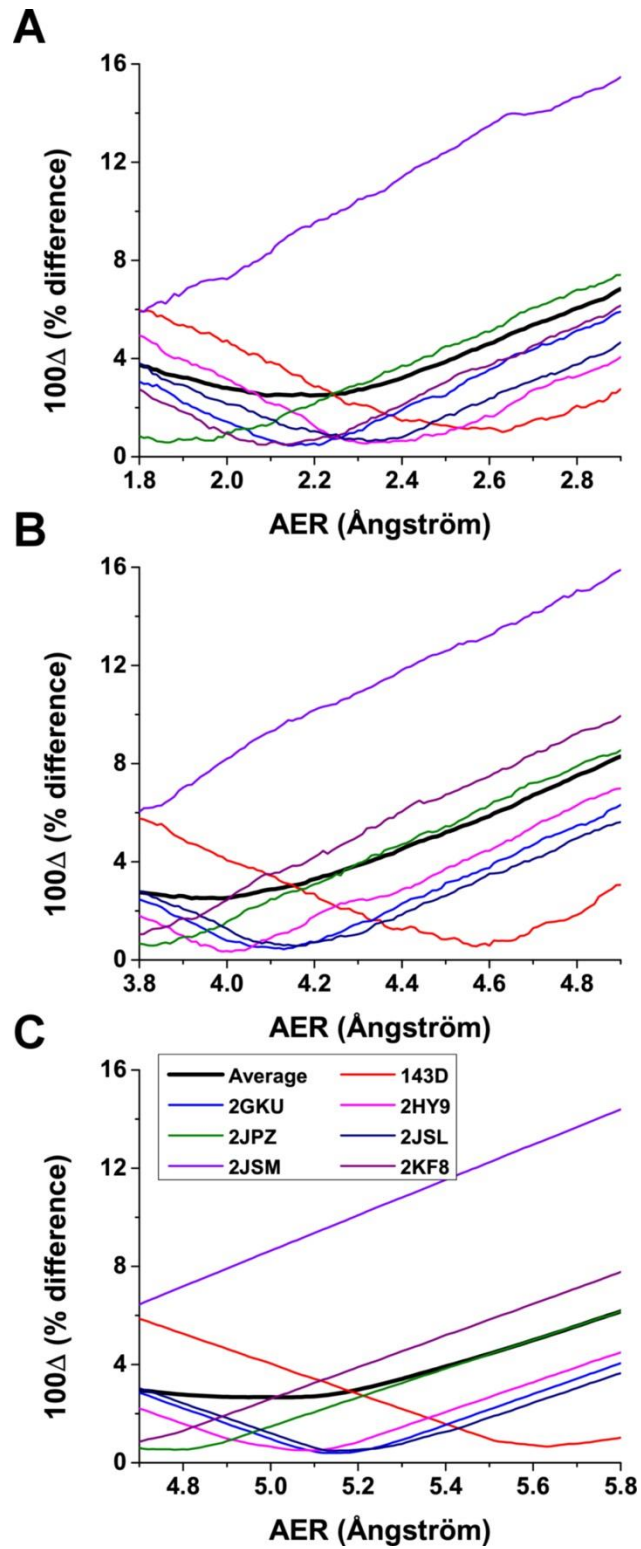 A
16
12
8
4
0
100Δ (% difference)
1.8 2.0 2.2 2.4 2.6 2.8
AER (Ångström)
B
16
12
8
4
0
100Δ (% difference)
3.8 4.0 4.2 4.4 4.6 4.8
AER (Ångström)
C
16
12
8
4
0
100Δ (% difference)
Average 143D
2GKU 2HY9
2JPZ 2JSL
2JSM 2KF8
4.8 5.0 5.2 5.4 5.6 5.8
AER (Ångström)